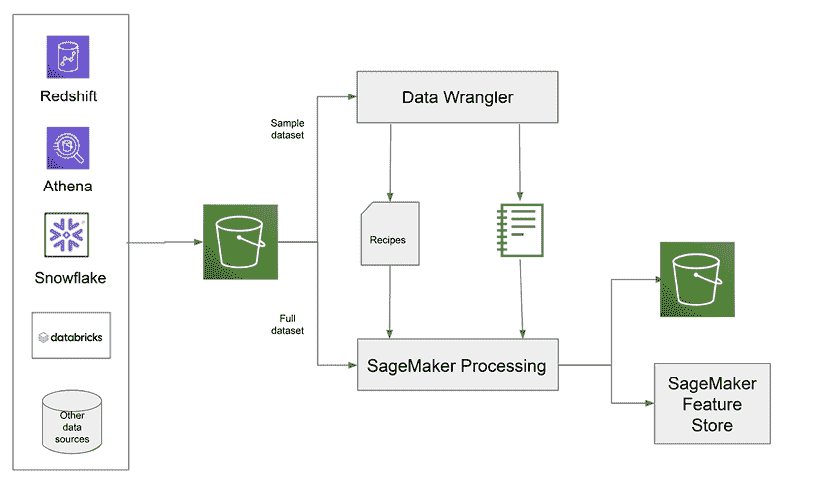 Redshift
Athena
Snowflake
databricks
Other
data
sources
Sample
dataset
Full
dataset
Data Wrangler
Recipes
SageMaker Processing
SageMaker
Feature
Store